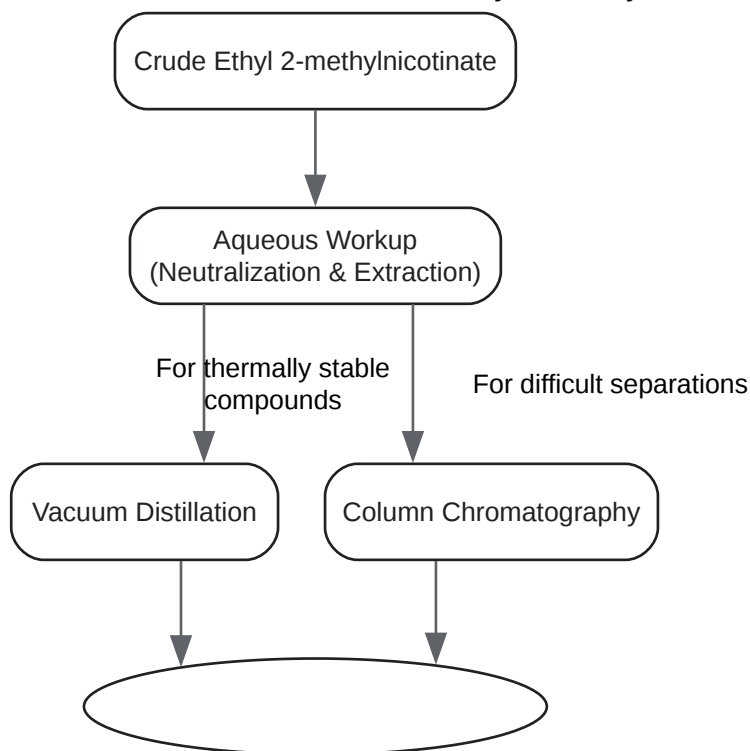 Crude Ethyl 2-methylnicotinate
Aqueous Workup
(Neutralization & Extraction)
For thermally stable
compounds
For difficult separations
Vacuum Distillation
Column Chromatography